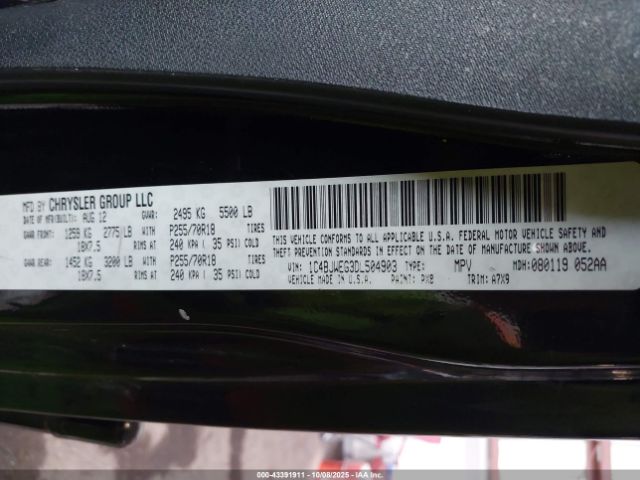 MFD BY CHRYSLER GROUP LLC
DATE OF MFR(BUILT): AUG 12 GVWR: 2495 KG 5500 LB
GAWR FRONT: 1259 KG 2775 LB WITH P255/70R18 TIRES
18X7.5 RIMS AT 240 KPA ( 35 PSI) COLD
GAWR REAR: 1452 KG 3200 LB WITH P255/70R18 TIRES
18X7.5 RIMS AT 240 KPA ( 35 PSI) COLD
THIS VEHICLE CONFORMS TO ALL APPLICABLE U.S.A. FEDERAL MOTOR VEHICLE SAFETY AND
THEFT PREVENTION STANDARDS IN EFFECT ON THE DATE OF MANUFACTURE SHOWN ABOVE.
VIN: 1C4BJWEG3DL504903 TYPE: MPV MDH: 080119 052AA
VEHICLE MADE IN U.S.A. PAINT: PX8 TRIM: A7X9
000-43391911 | 10/08/2025 - IAA Copyright